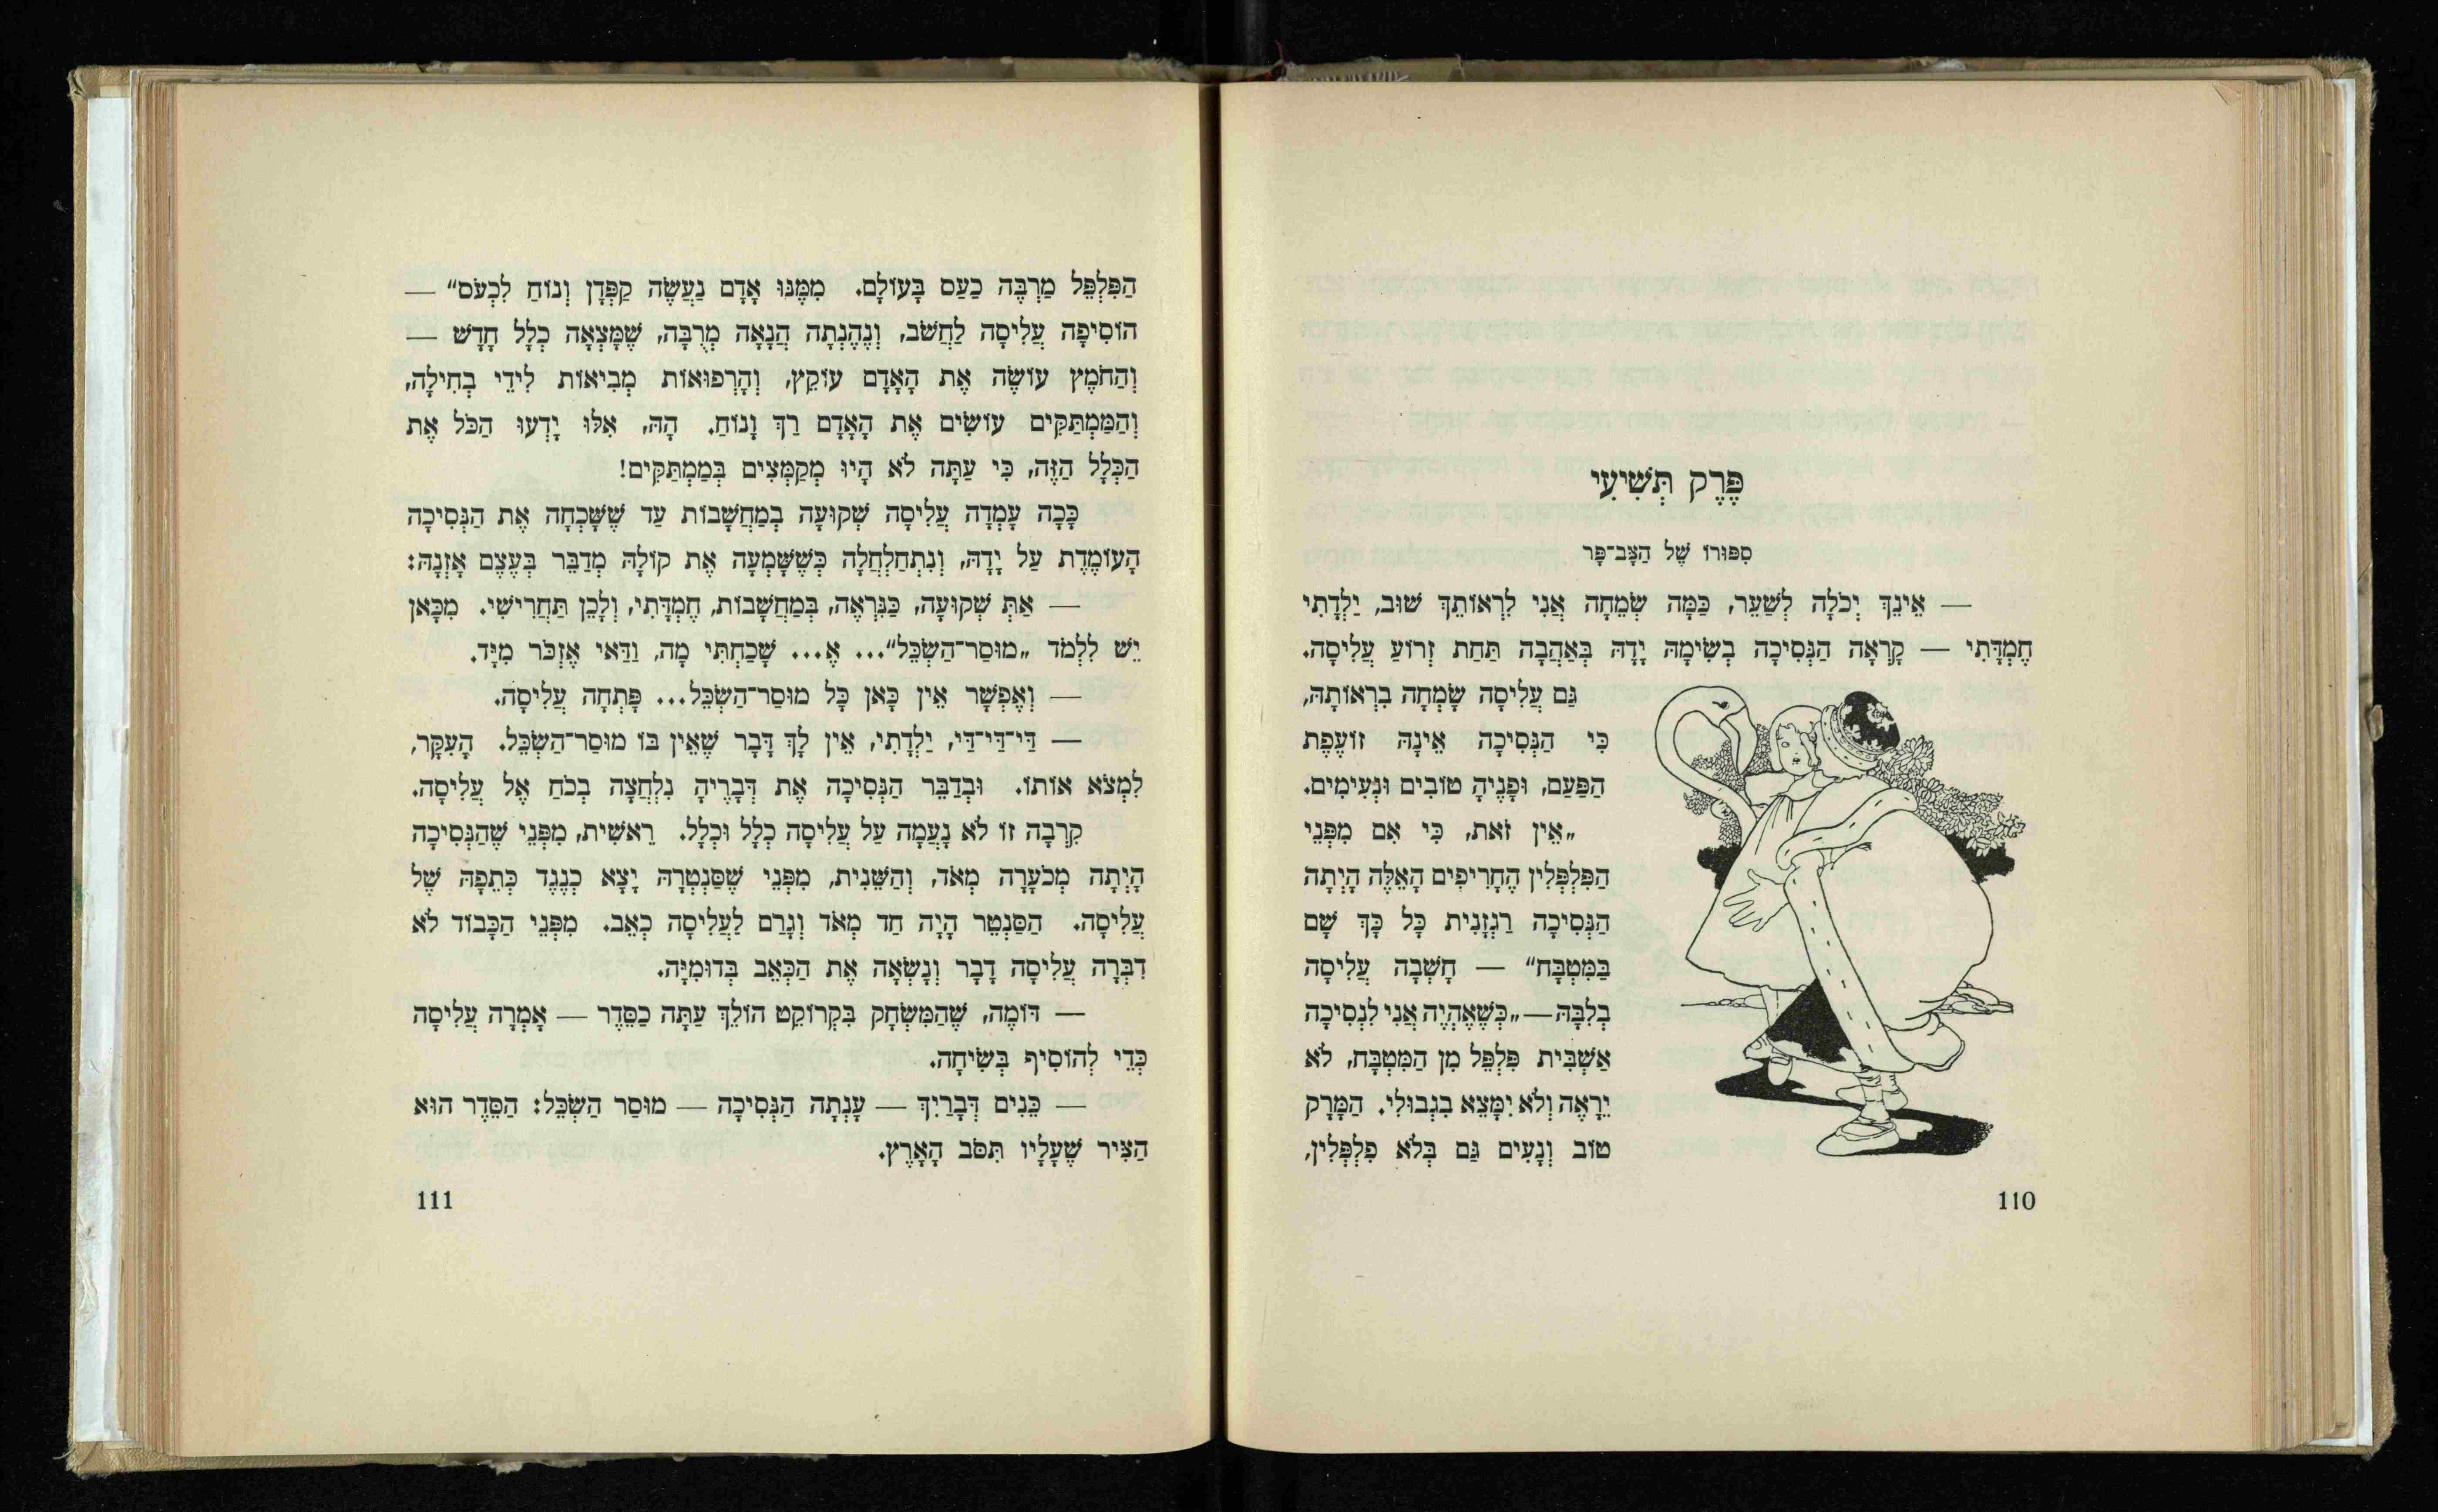 פֶּרֶק תְּשִׁיעִי
סִפּוּרוֹ שֶׁל הַצָּב־פָּר
— אֵינֵךְ יְכֹלָה לְשַׁעֵר, כַּמָּה שְׂמֵחָה אֲנִי לִרְאוֹתֵךְ שׁוּב, יַלְדָתִי
חֶמְדָּתִי — קָרְאָה הַנְּסִיכָה בְּשִׂימָהּ יָדָהּ בְּאַהֲבָה תַּחַת זְרוֹעַ עֲלִיסָה.
גַּם עֲלִיסָה שָׂמְחָה בִרְאוֹתָהּ,
כִּי הַנְּסִיכָה אֵינָהּ זוֹעֶפֶת
הַפַּעַם, וּפָנֶיהָ טוֹבִים וּנְעִימִים.
„אֵין זֹאת, כִּי אִם מִפְּנֵי
הַפִּלְפְּלִין הַחֲרִיפִים הָאֵלֶּה הָיְתָה
הַנְּסִיכָה רַגְזָנִית כָּל כָּךְ שָׁם
בַּמִּטְבָּח” — חָשְׁבָה עֲלִיסָה
בְלִבָּהּ — „כְּשֶׁאֶהְיֶה אֲנִי לִנְסִיכָה
אַשְׁבִּית פִּלְפֵּל מִן הַמִּטְבָּח, לֹא
יֵרָאֶה וְלֹא יִמָּצֵא בִגְבוּלִי. הַמָּרָק
טוֹב וְנָעִים גַּם בְּלֹא פִלְפְּלִין,
110
הַפִּלְפֵּל מַרְבֶּה כַעַס בָּעוֹלָם. מִמֶּנּוּ אָדָם נַעֲשֶׂה קַפְּדָן וְנוֹחַ לִכְעֹס” —
הוֹסִיפָה עֲלִיסָה לַחֲשֹׁב, וְנֶהֶנְתָה הֲנָאָה מְרֻבָּה, שֶׁמָּצְאָה כְלָל חָדָשׁ —
וְהַחֹמֶץ עוֹשֶׂה אֶת הָאָדָם עוֹקֵץ, וְהָרְפוּאוֹת מְבִיאוֹת לִידֵי בְחִילָה,
וְהַמַּמְתַּקִּים עוֹשִׂים אֶת הָאָדָם רַךְ וָנוֹחַ. הָהּ, אִלּוּ יָדְעוּ הַכֹּל אֶת
הַכְּלָל הַזֶּה, כִּי עַתָּה לֹא הָיוּ מְקַמְּצִים בְּמַמְתַּקִּים!
כָּכָה עָמְדָה עֲלִיסָה שְׁקוּעָה בְמַחֲשָׁבוֹת עַד שֶׁשָּׁכְחָה אֶת הַנְּסִיכָה
הָעוֹמֶדֶת עַל יָדָהּ, וְנִתְחַלְחֲלָה כְּשֶׁשָּׁמְעָה אֶת קוֹלָהּ מְדַבֵּר בְּעֶצֶם אָזְנָהּ:
— אַתְּ שְׁקוּעָה, כַּנִּרְאֶה, בְּמַחֲשָׁבוֹת, חֶמְדָּתִי, וְלָכֵן תַּחֲרִישִׁי. מִכָּאן
יֵשׁ לִלְמֹד „מוּסַר־הַשְׂכֵּל”... אֶ... שָׁכַחְתִּי מָה, וַדַּאי אֶזְכֹּר מִיָּד.
— וְאֶפְשָׁר אֵין כָּאן כָּל מוּסַר־הַשְׂכֵּל... פָּתְחָה עֲלִיסָה.
— דַּי־דַּי־דַּי, יַלְדָתִי, אֵין לָךְ דָּבָר שֶׁאֵין בּוֹ מוּסַר־הַשְׂכֵּל. הָעִקָּר,
לִמְצֹא אוֹתוֹ. וּבְדַבֵּר הַנְּסִיכָה אֶת דְּבָרֶיהָ נִלְחֲצָה בְכֹחַ אֶל עֲלִיסָה.
קִרְבָה זוֹ לֹא נָעֲמָה עַל עֲלִיסָה כְּלָל וּכְלָל. רֵאשִׁית, מִפְּנֵי שֶׁהַנְּסִיכָה
הָיְתָה מְכֹעָרָה מְאֹד, וְהַשֵּׁנִית, מִפְּנֵי שֶׁסַּנְטְרָהּ יָצָא כְנֶגֶד כְּתֵפָהּ שֶׁל
עֲלִיסָה. הַסַּנְטֵר הָיָה חַד מְאֹד וְגָרַם לַעֲלִיסָה כְאֵב. מִפְּנֵי הַכָּבוֹד לֹא
דִבְּרָה עֲלִיסָה דָבָר וְנָשְׂאָה אֶת הַכְּאֵב בְּדוּמִיָּה.
— דּוֹמֶה, שֶׁהַמִּשְׂחָק בִּקְרוֹקֶט הוֹלֵךְ עַתָּה כַסֵּדֶר — אָמְרָה עֲלִיסָה
כְּדֵי לְהוֹסִיף בְּשִׂיחָה.
— כֵּנִים דְּבָרַיִךְ — עָנְתָה הַנְּסִיכָה — מוּסַר הַשְׂכֵּל: הַסֵּדֶר הוּא
הַצִּיר שֶׁעָלָיו תִּסֹּב הָאָרֶץ.
111